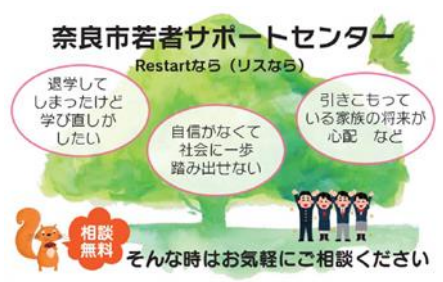 奈良市若者サポートセンター
Restartなら（リスなら）
退学して
しまったけど
学び直しが
したい
自信がなくて
社会に一歩
踏み出せない
引きこもって
いる家族の将来が
心配　など
相談
無料
そんな時はお気軽にご相談ください